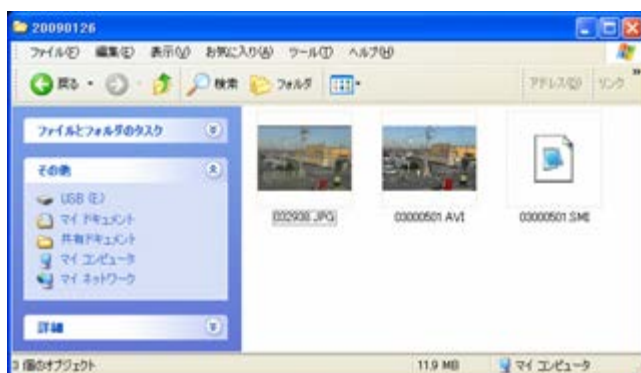 20090126
ファイル(F) 編集(E) 表示(V) お気に入り(A) ツール(T) ヘルプ(H)
戻る 検索 フォルダ アドレス(D) リンク »
ファイルとフォルダのタスク
その他
USB (E:)
マイ ドキュメント
共有ドキュメント
マイ コンピュータ
マイ ネットワーク
詳細
032938.JPG 03000501.AVI 03000501.SMI
3 個のオブジェクト 11.9 MB マイ コンピュータ